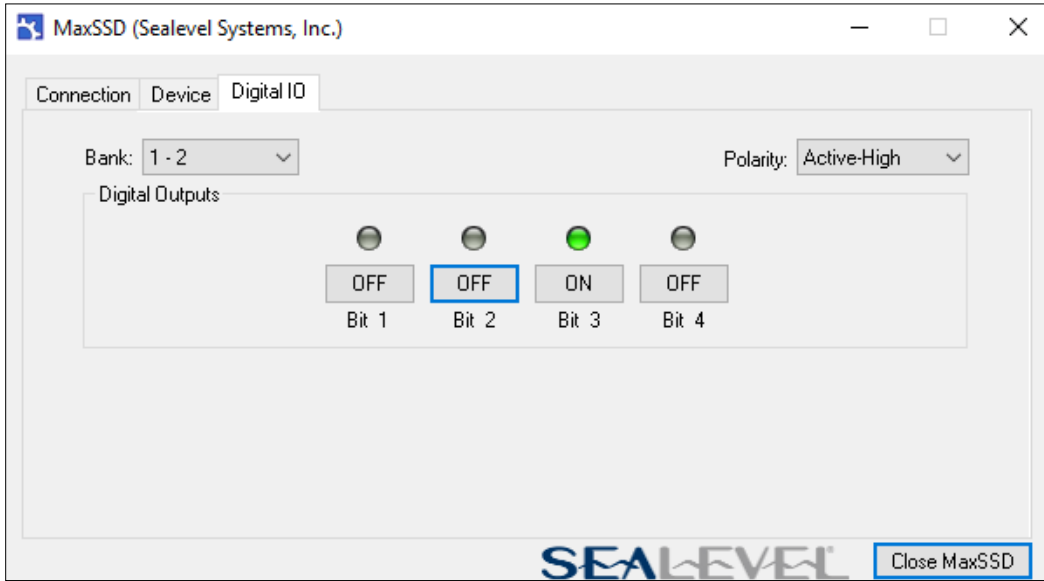 MaxSSD (Sealevel Systems, Inc.)
Connection Device Digital IO
Bank: 1 - 2 Polarity: Active-High
Digital Outputs
OFF OFF ON OFF
Bit 1 Bit 2 Bit 3 Bit 4
SEALEVEL Close MaxSSD